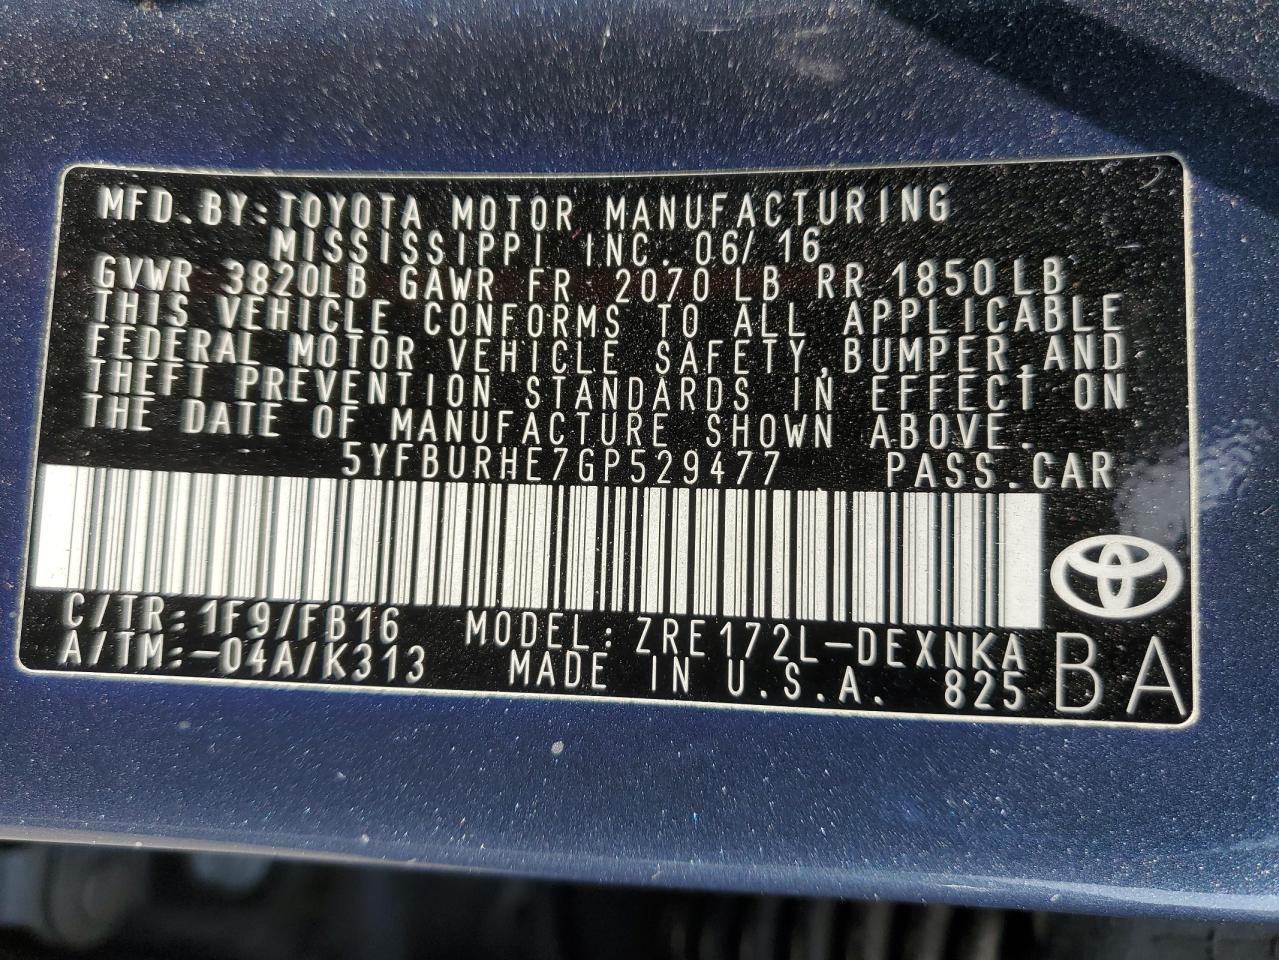 MFD.BY:TOYOTA MOTOR MANUFACTURING
MISSISSIPPI INC. 06/16
GVWR 3820LB GAWR FR 2070LB RR 1850LB
THIS VEHICLE CONFORMS TO ALL APPLICABLE
FEDERAL MOTOR VEHICLE SAFETY,BUMPER,AND
THEFT PREVENTION STANDARDS IN EFFECT ON
THE DATE OF MANUFACTURE SHOWN ABOVE.
5YFBURHE7GP529477 PASS.CAR
C/TR:1F9/FB16 MODEL:ZRE172L-DEXNKA
A/TM:-04A/K313 MADE IN U.S.A. 825
BA